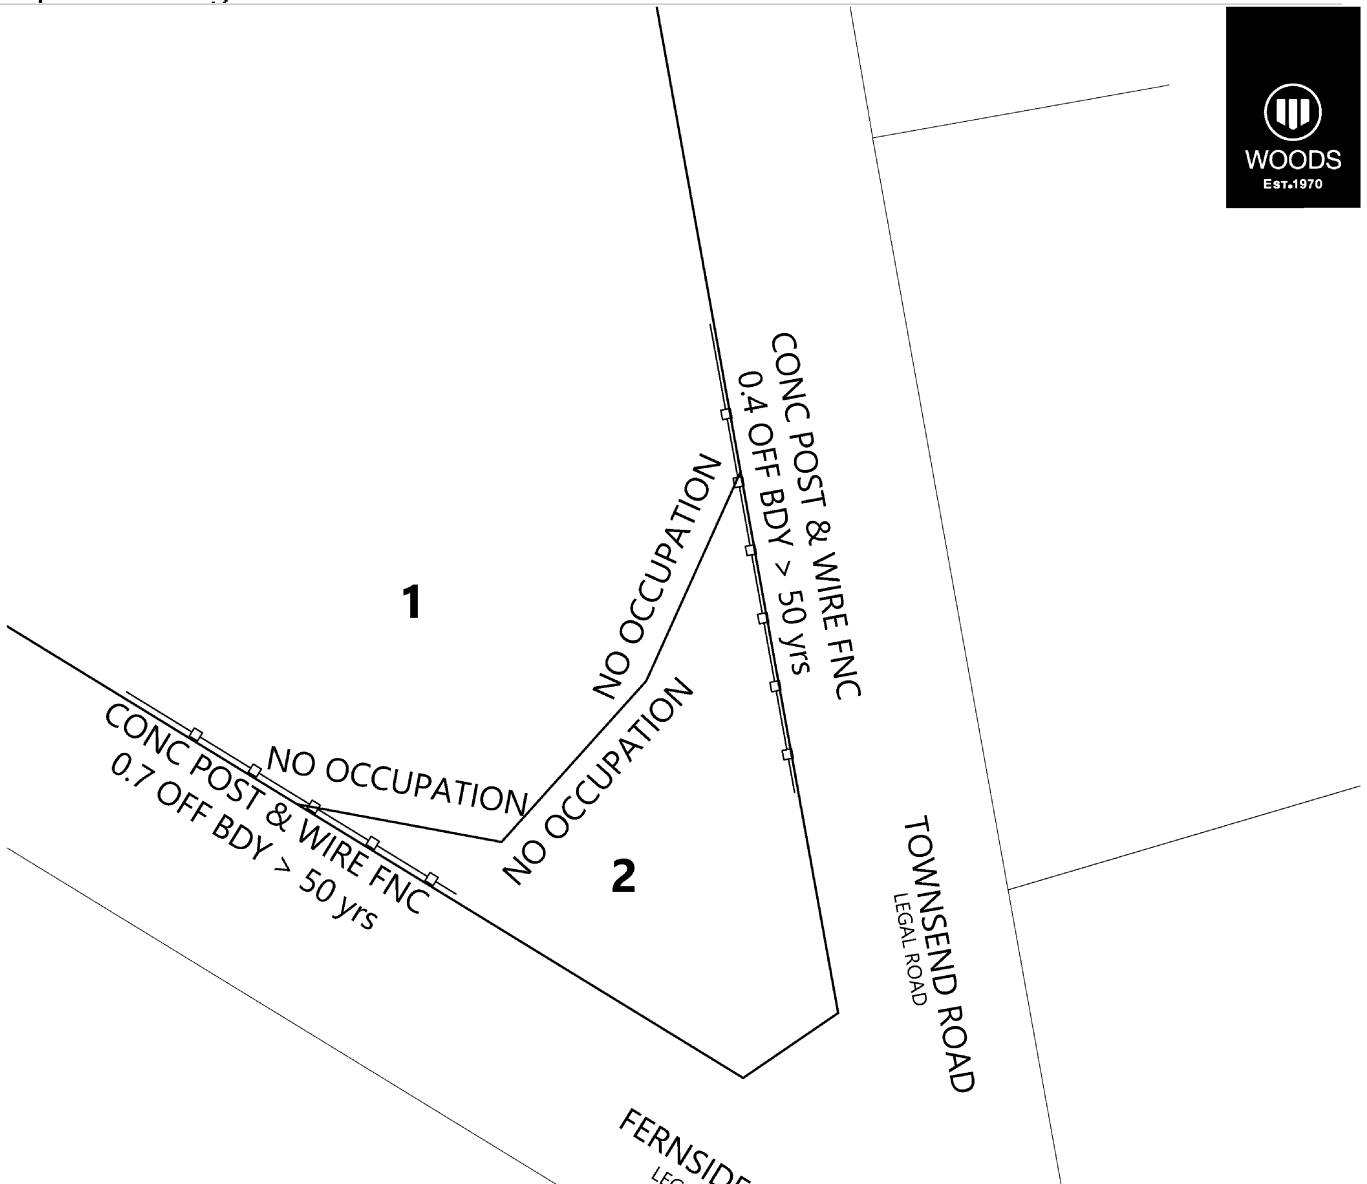 WOODS
EST.1970
CONC POST & WIRE FNC
0.4 OFF BDY > 50 yrs
NO OCCUPATION
1
NO OCCUPATION
NO OCCUPATION
CONC POST & WIRE FNC
0.7 OFF BDY > 50 yrs
2
TOWNSEND ROAD
LEGAL ROAD
FERNSIDE